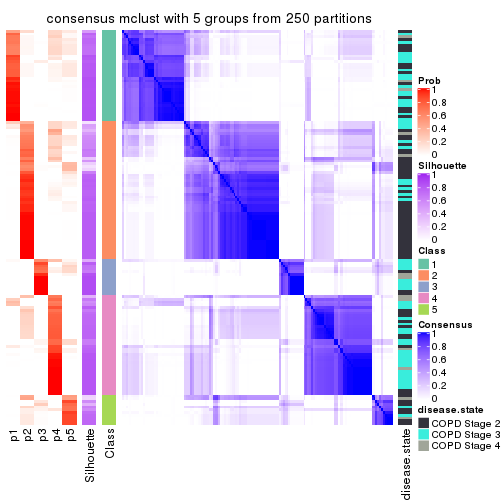 consensus mclust with 5 groups from 250 partitions
p1
p2
p3
p4
p5
Silhouette
Class
disease.state
Prob
1
0.8
0.6
0.4
0.2
0
Silhouette
1
0.8
0.6
0.4
0.2
0
Class
1
2
3
4
5
Consensus
1
0.8
0.6
0.4
0.2
0
disease.state
COPD Stage 2
COPD Stage 3
COPD Stage 4